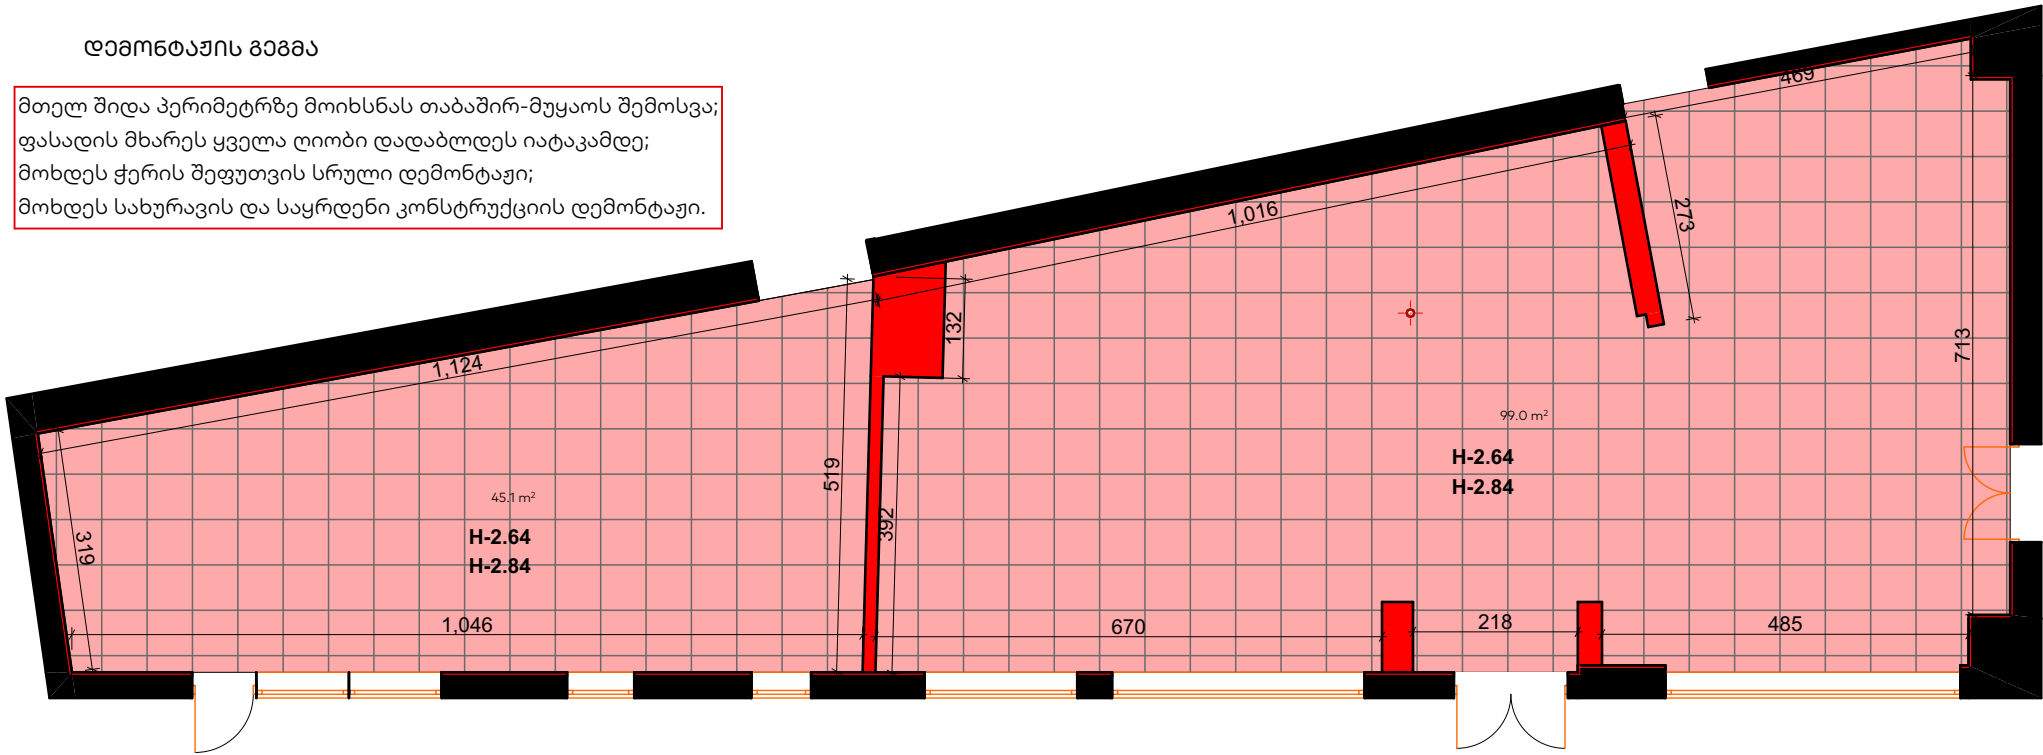 დემონტაჟის გეგმა
მთელ შიდა პერიმეტრზე მოიხსნას თაბაშირ-მუყაოს შემოსვა;
ფასადის მხარეს ყველა ღიობი დადაბლდეს იატაკამდე;
მოხდეს ჭერის შეფუთვის სრული დემონტაჟი;
მოხდეს სახურავის და საყრდენი კონსტრუქციის დემონტაჟი.
469
1,016
273
132
713
1,124
99.0 m²
H-2.64
H-2.84
519
45.1 m²
392
H-2.64
H-2.84
319
1,046
670
218
485